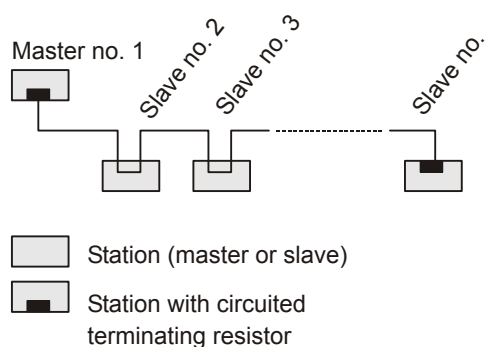 Master no. 1
Slave no. 2
Slave no. 3
Slave no.
Station (master or slave)
Station with circuited
terminating resistor